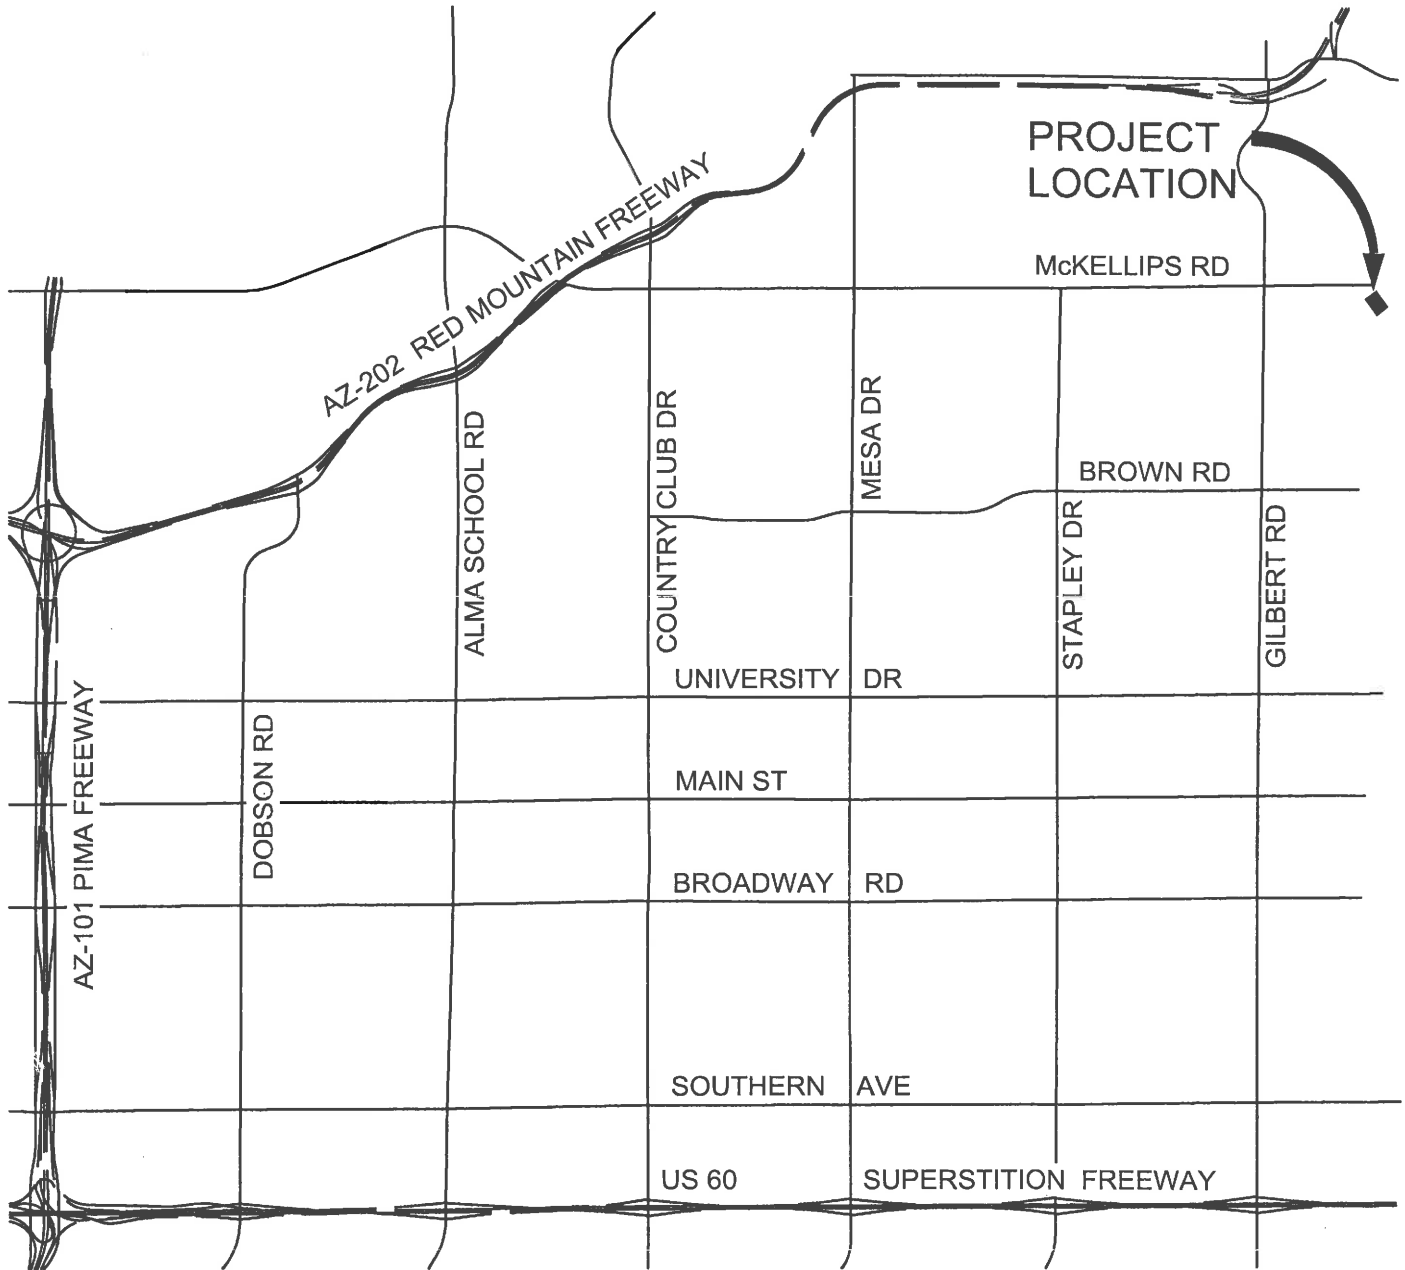 PROJECT
LOCATION
AZ-202 RED MOUNTAIN FREEWAY
McKELLIPS RD
MESA DR
COUNTRY CLUB DR
ALMA SCHOOL RD
BROWN RD
STAPLEY DR
GILBERT RD
UNIVERSITY DR
AZ-101 PIMA FREEWAY
DOBSON RD
MAIN ST
BROADWAY RD
SOUTHERN AVE
US 60 SUPERSTITION FREEWAY